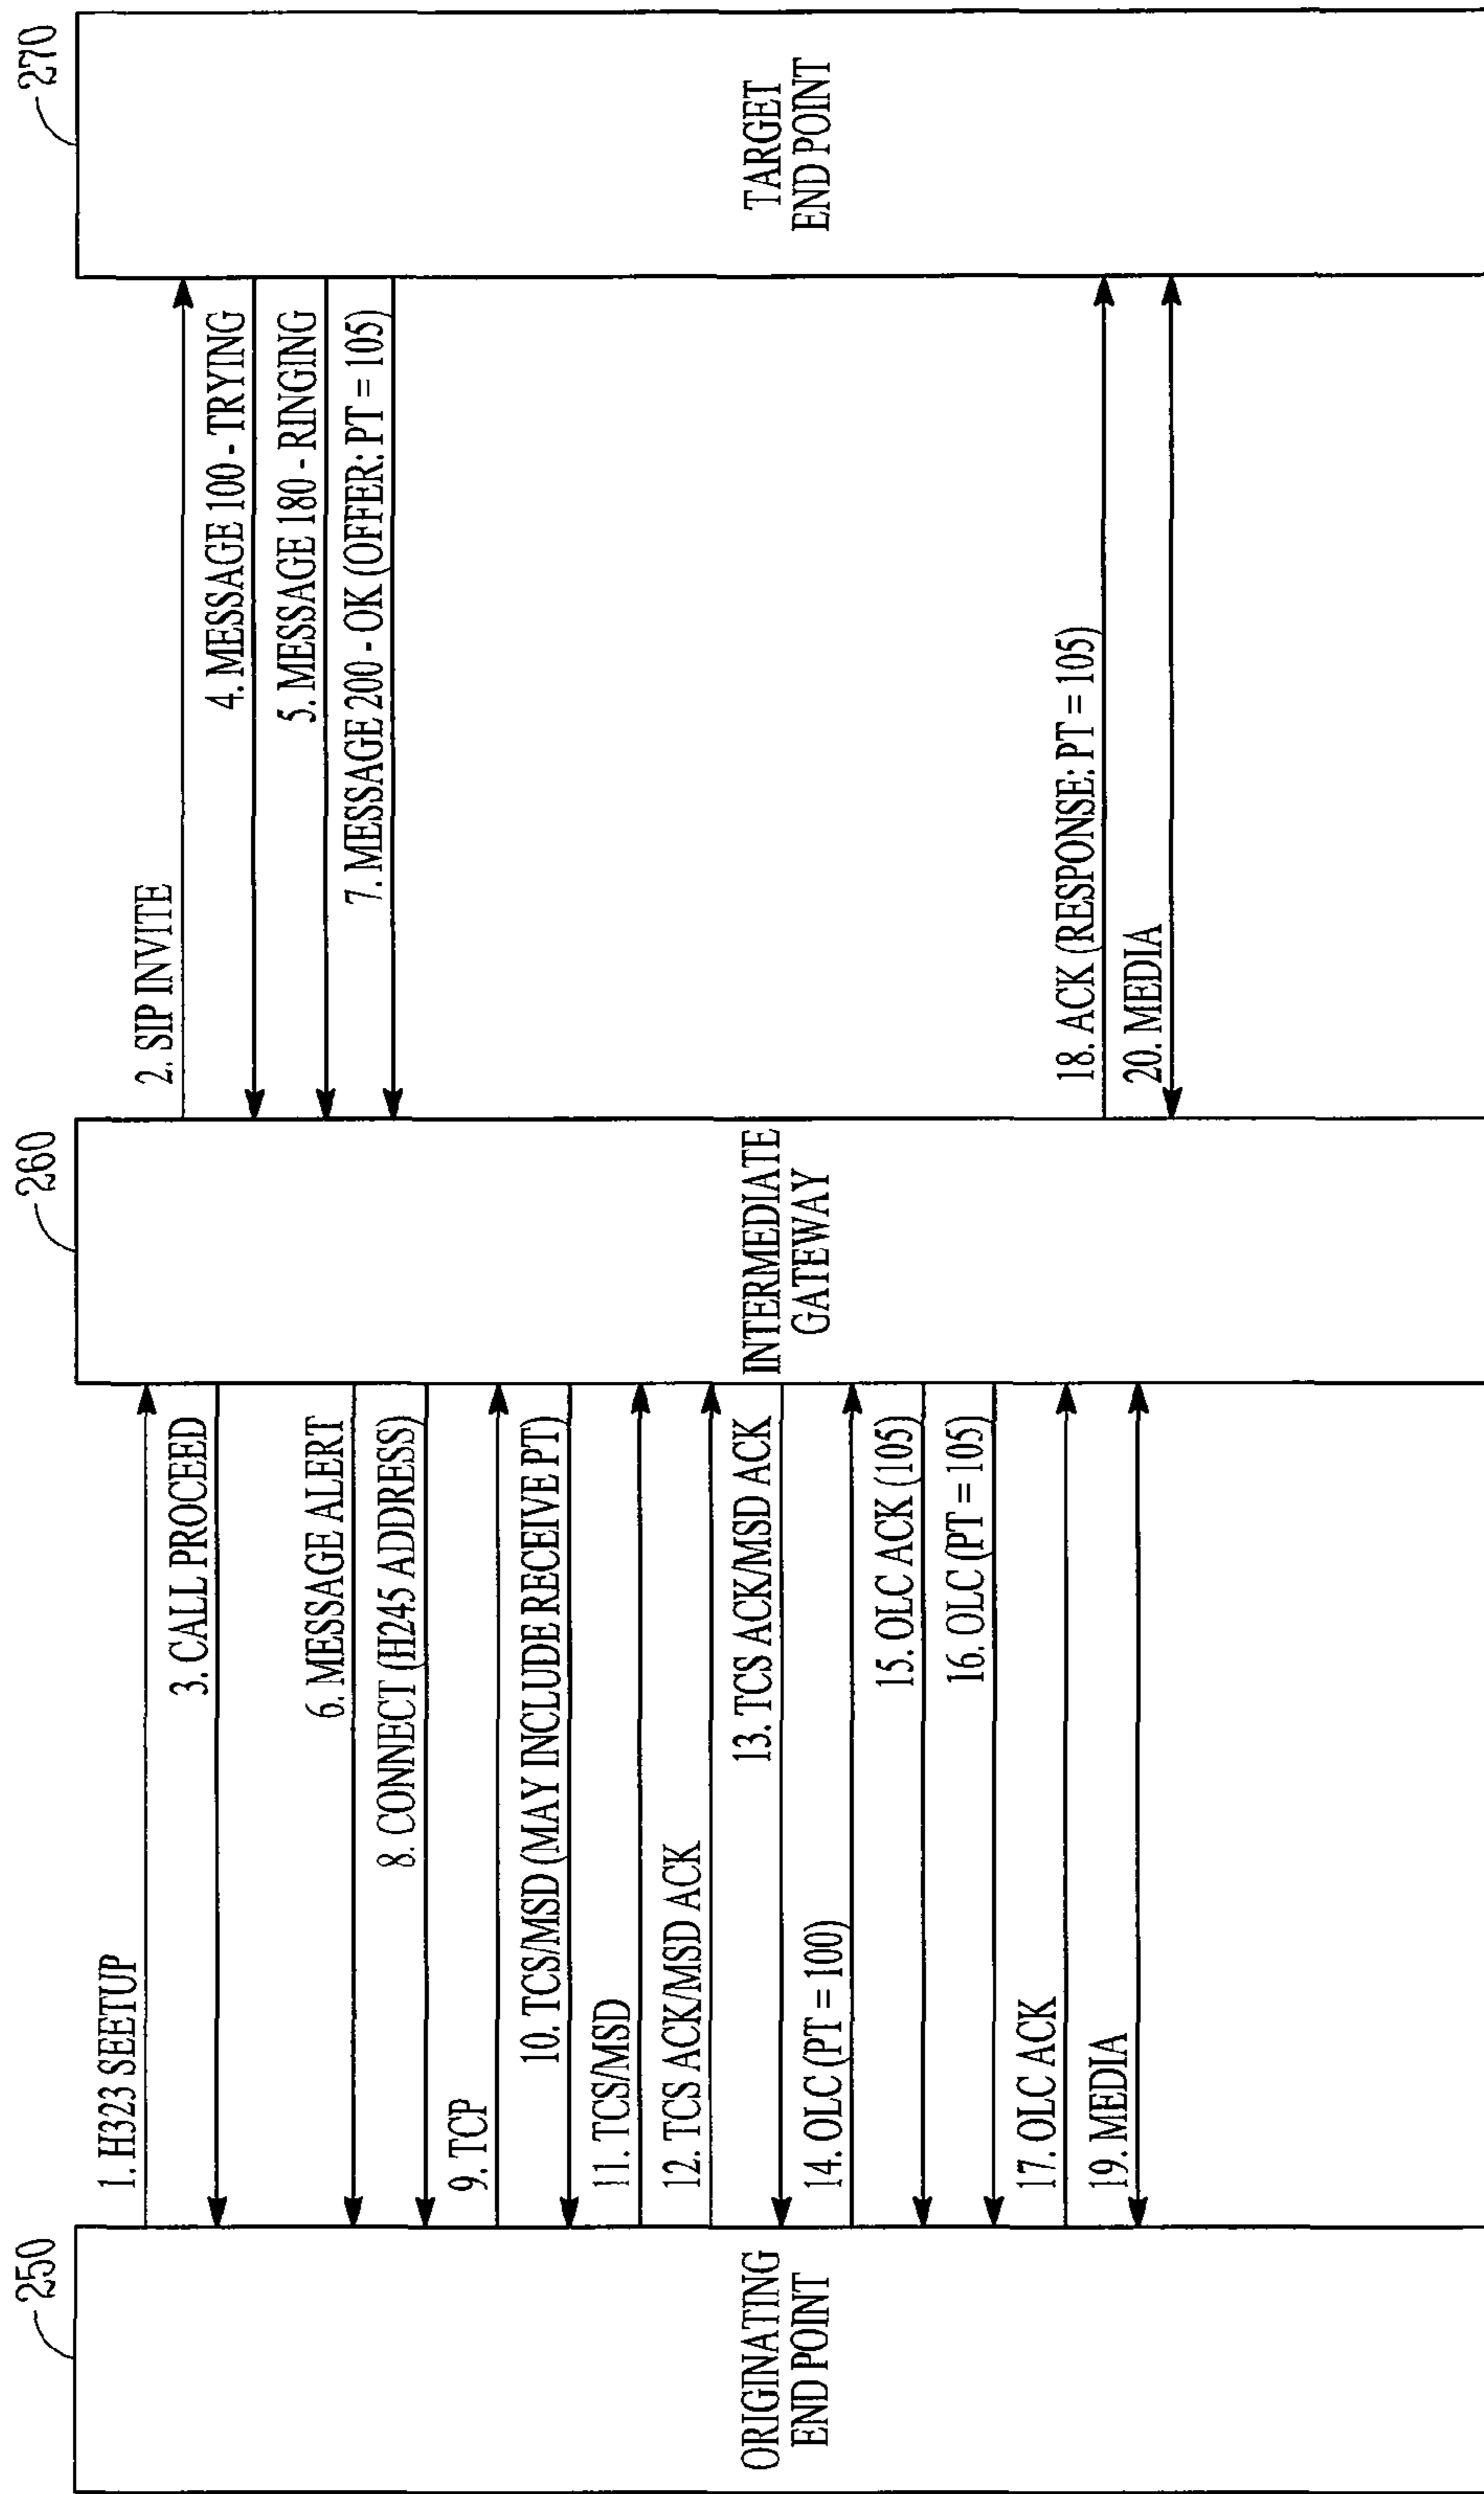 250
260
270
ORIGINATING
END POINT
INTERMEDIATE
GATEWAY
TARGET
END POINT
1. H323 SEETUP
2. SIP INVITE
3. CALL PROCEED
4. MESSAGE 100 - TRYING
5. MESSAGE 180 - RINGING
6. MESSAGE ALERT
7. MESSAGE 200 - OK (OFFER: PT = 105)
8. CONNECT (H245 ADDRESS)
9. TCP
10. TCS/MSD (MAY INCLUDE RECEIVE PT)
11. TCS/MSD
12. TCS ACK/MSD ACK
13. TCS ACK/MSD ACK
14. OLC (PT = 100)
15. OLC ACK (105)
16. OLC (PT = 105)
17. OLC ACK
18. ACK (RESPONSE: PT = 105)
19. MEDIA
20. MEDIA